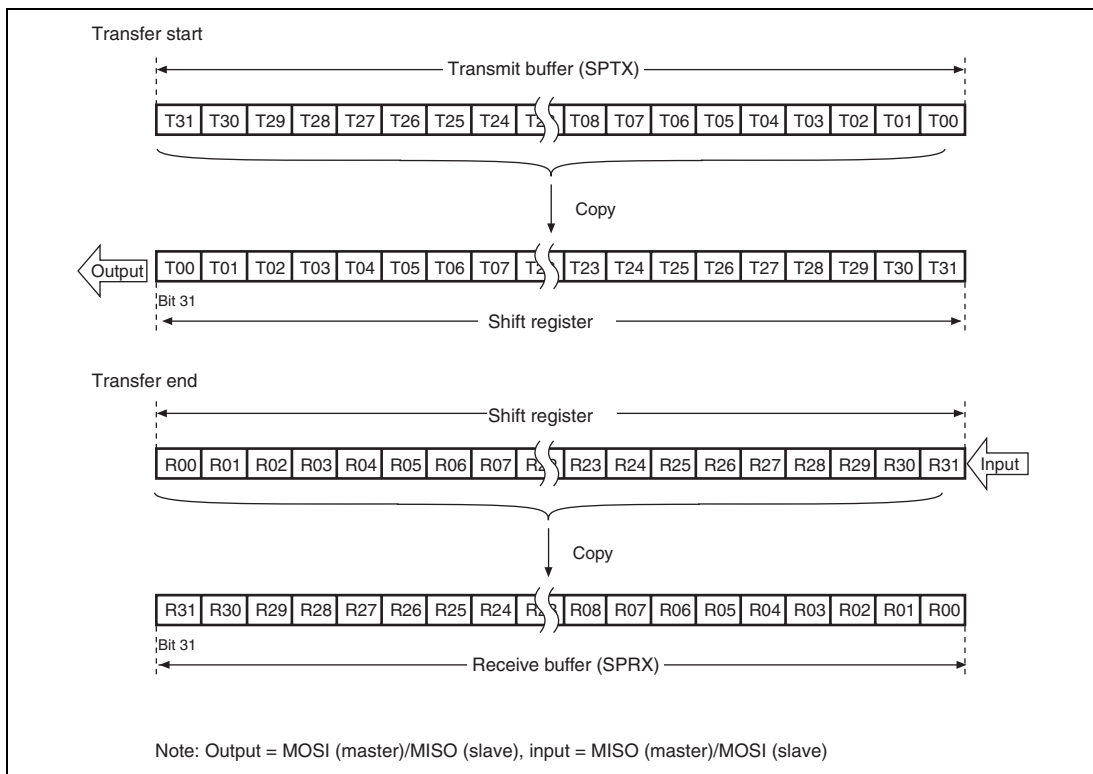 Transfer start
Transmit buffer (SPTX)
T31 T30 T29 T28 T27 T26 T25 T24 T08 T07 T06 T05 T04 T03 T02 T01 T00
Copy
Output
T00 T01 T02 T03 T04 T05 T06 T07 T23 T24 T25 T26 T27 T28 T29 T30 T31
Bit 31
Shift register
Transfer end
Shift register
R00 R01 R02 R03 R04 R05 R06 R07 R23 R24 R25 R26 R27 R28 R29 R30 R31
Input
Copy
R31 R30 R29 R28 R27 R26 R25 R24 R08 R07 R06 R05 R04 R03 R02 R01 R00
Bit 31
Receive buffer (SPRX)
Note: Output = MOSI (master)/MISO (slave), input = MISO (master)/MOSI (slave)